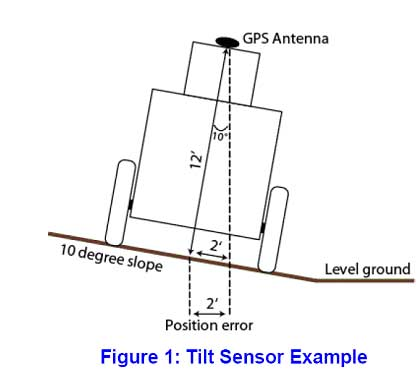 GPS Antenna
10°
12'
2'
10 degree slope
Level ground
2'
Position error
Figure 1: Tilt Sensor Example